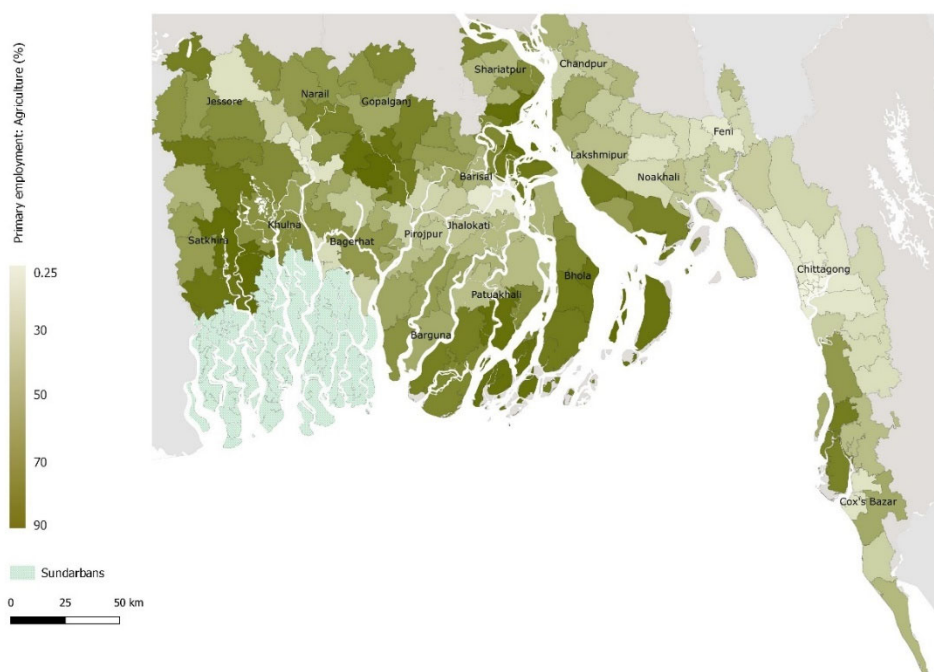 Primary employment: Agriculture (%)
0.25
30
50
70
90
Sundarbans
0 25 50 km
Shariatpur
Chandpur
Jessore
Narail
Gopalganj
Feni
Lakshmipur
Barisal
Noakhali
Satkhira
Khulna
Bagerhat
Pirojpur
Jhalokati
Chittagong
Bhola
Patuakhali
Barguna
Cox's Bazar